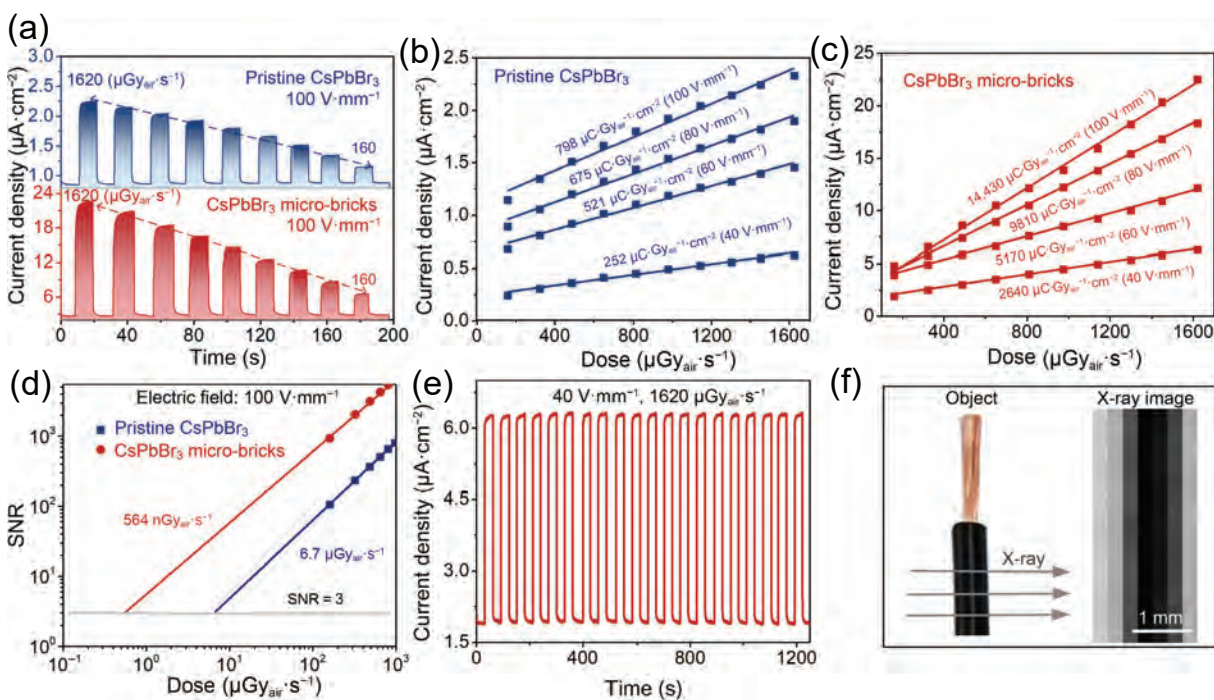 (a)
3.0
2.5
2.0
1.5
1.0
24
18
12
6
1620 (μGyair·s⁻¹)
Pristine CsPbBr₃
100 V·mm⁻¹
160
1620 (μGyair·s⁻¹)
CsPbBr₃ micro-bricks
100 V·mm⁻¹
160
Current density (μA·cm⁻²)
0 40 80 120 160 200
Time (s)
(b)
2.5
2.0
1.5
1.0
0.5
0.0
Pristine CsPbBr₃
798 μC·Gyair⁻¹·cm⁻² (100 V·mm⁻¹)
675 μC·Gyair⁻¹·cm⁻² (80 V·mm⁻¹)
521 μC·Gyair⁻¹·cm⁻² (60 V·mm⁻¹)
252 μC·Gyair⁻¹·cm⁻² (40 V·mm⁻¹)
Current density (μA·cm⁻²)
0 400 800 1200 1600
Dose (μGyair·s⁻¹)
(c)
25
20
15
10
5
0
CsPbBr₃ micro-bricks
14,430 μC·Gyair⁻¹·cm⁻² (100 V·mm⁻¹)
9810 μC·Gyair⁻¹·cm⁻² (80 V·mm⁻¹)
5170 μC·Gyair⁻¹·cm⁻² (60 V·mm⁻¹)
2640 μC·Gyair⁻¹·cm⁻² (40 V·mm⁻¹)
Current density (μA·cm⁻²)
400 800 1200 1600
Dose (μGyair·s⁻¹)
(d)
10³
10²
10¹
10⁰
Electric field: 100 V·mm⁻¹
Pristine CsPbBr₃
CsPbBr₃ micro-bricks
564 nGyair·s⁻¹
6.7 μGyair·s⁻¹
SNR = 3
SNR
10⁻¹ 10⁰ 10¹ 10² 10³
Dose (μGyair·s⁻¹)
(e)
40 V·mm⁻¹, 1620 μGyair·s⁻¹
6.0
4.5
3.0
1.5
Current density (μA·cm⁻²)
0 400 800 1200
Time (s)
(f)
Object
X-ray image
X-ray
1 mm